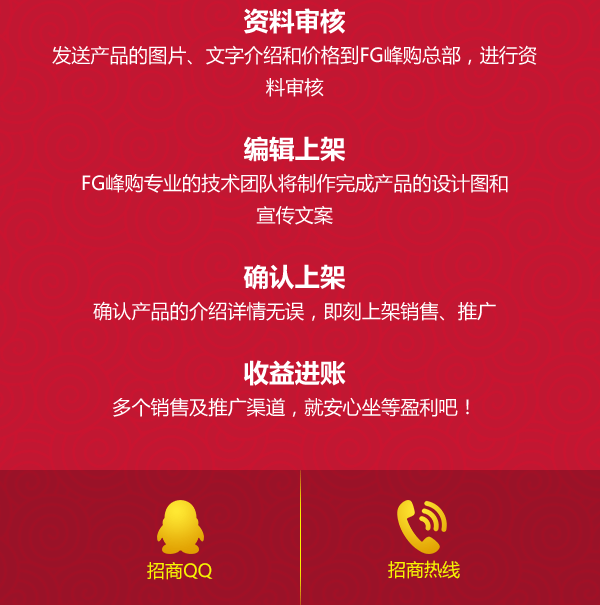 资料审核
发送产品的图片、文字介绍和价格到FG峰购总部，进行资
料审核
编辑上架
FG峰购专业的技术团队将制作完成产品的设计图和
宣传文案
确认上架
确认产品的介绍详情无误，即刻上架销售、推广
收益进账
多个销售及推广渠道，就安心坐等盈利吧！
招商QQ
招商热线